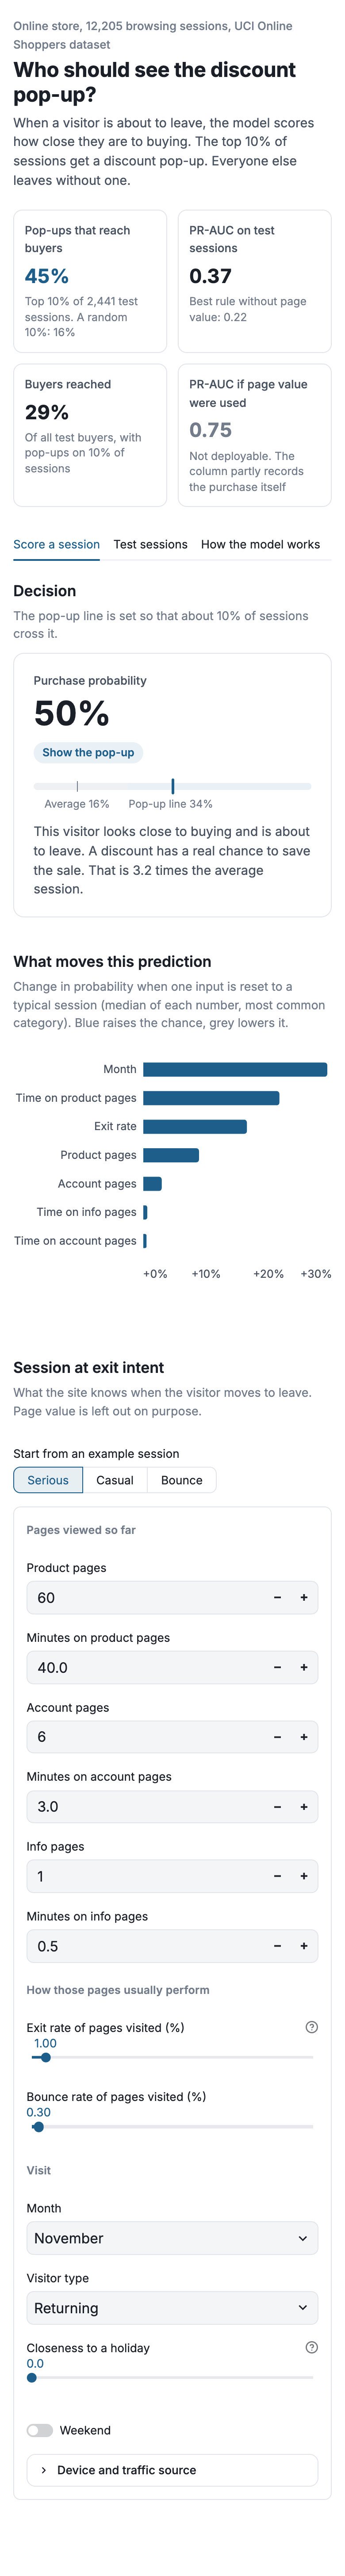 Online store, 12,205 browsing sessions, UCI Online
Shoppers dataset
Who should see the discount
pop-up?
When a visitor is about to leave, the model scores
how close they are to buying. The top 10% of
sessions get a discount pop-up. Everyone else
leaves without one.
Pop-ups that reach
buyers
45%
Top 10% of 2,441 test
sessions. A random
10%: 16%
PR-AUC on test
sessions
0.37
Best rule without page
value: 0.22
Buyers reached
29%
Of all test buyers, with
pop-ups on 10% of
sessions
PR-AUC if page value
were used
0.75
Not deployable. The
column partly records
the purchase itself
Score a session
Test sessions
How the model works
Decision
The pop-up line is set so that about 10% of sessions
cross it.
Purchase probability
50%
Show the pop-up
Average 16%
Pop-up line 34%
This visitor looks close to buying and is about
to leave. A discount has a real chance to save
the sale. That is 3.2 times the average
session.
What moves this prediction
Change in probability when one input is reset to a
typical session (median of each number, most common
category). Blue raises the chance, grey lowers it.
Month
Time on product pages
Exit rate
Product pages
Account pages
Time on info pages
Time on account pages
+0% +10% +20% +30%
Session at exit intent
What the site knows when the visitor moves to leave.
Page value is left out on purpose.
Start from an example session
Serious
Casual
Bounce
Pages viewed so far
Product pages
60 − +
Minutes on product pages
40.0 − +
Account pages
6 − +
Minutes on account pages
3.0 − +
Info pages
1 − +
Minutes on info pages
0.5 − +
How those pages usually perform
Exit rate of pages visited (%)
1.00
Bounce rate of pages visited (%)
0.30
Visit
Month
November
Visitor type
Returning
Closeness to a holiday
0.0
Weekend
Device and traffic source